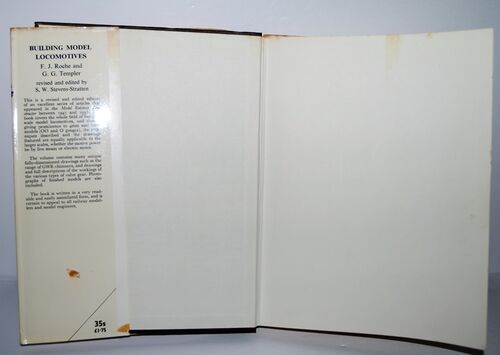 BUILDING MODEL
LOCOMOTIVES
F. J. Roche and
G. G. Templer
revised and edited by
S. W. Stevens-Stratten
This is a revised and edited edition
of an excellent series of articles that
appeared in the Model Railway
book covers the whole field of
scale model locomotives, and
giving prominence to gates and
models (OO and O gauges), the
niques described and the drawings
featured are equally applicable to the
larger scales, whether the motive power
be by live steam or electric motor.
The volume contains many unique
fully-dimensioned drawings such as the
range of GWR chimneys, and drawings
and full descriptions of the workings of
the various types of valve gear. Photo-
graphs of finished models are also
included.
The book is written in a very read-
able and easily assimilated form, and is
certain to appeal to all railway model-
lers and model engineers.
35s
£1·75